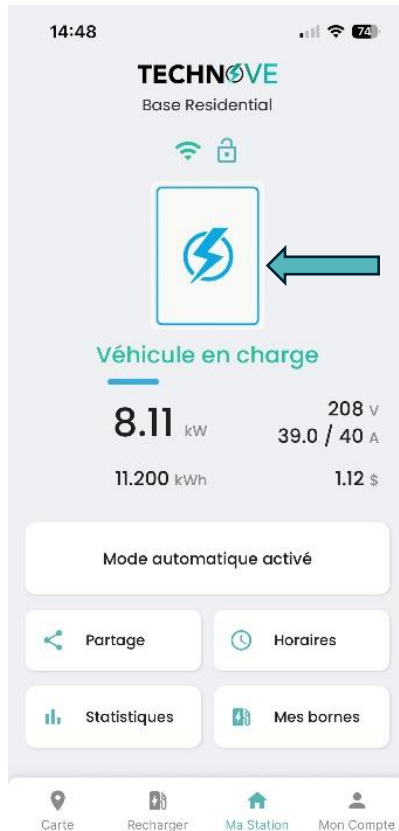 14:48
74
TECHNOVE
Base Residential
Véhicule en charge
8.11 kW
208 V
39.0 / 40 A
11.200 kWh
1.12 $
Mode automatique activé
Partage
Horaires
Statistiques
Mes bornes
Carte
Recharger
Ma Station
Mon Compte